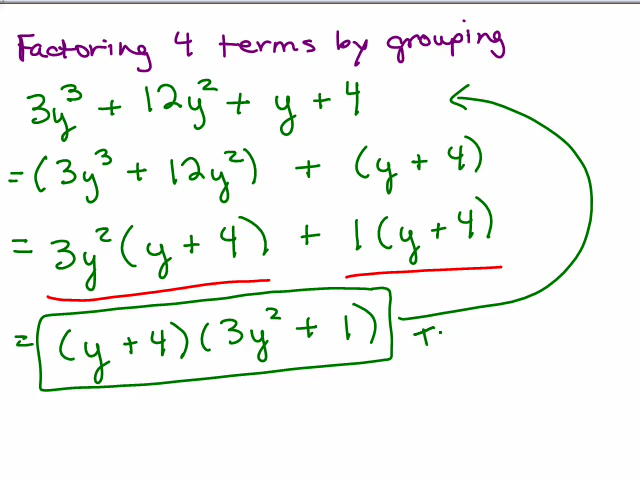 Factoring 4 terms by grouping
3y³ + 12y² + y + 4
= (3y³ + 12y²) + (y + 4)
= 3y²(y + 4) + 1(y + 4)
= (y + 4)(3y² + 1)